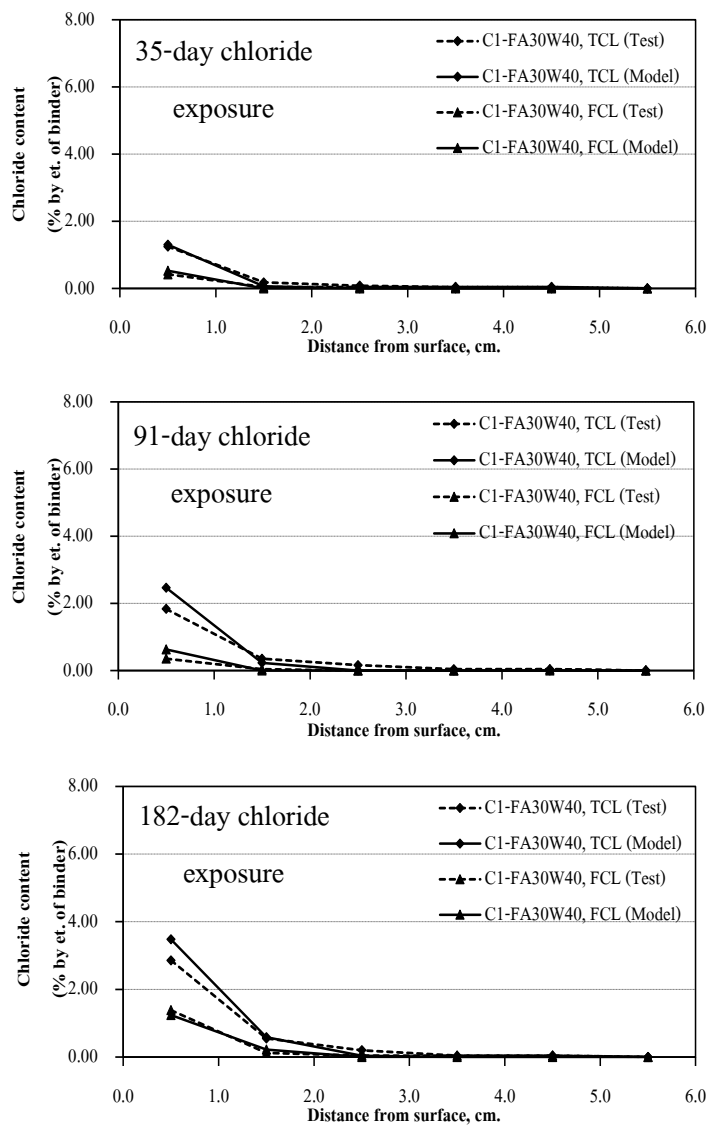 8.00
6.00
4.00
2.00
0.00
Chloride content
(% by et. of binder)
35-day chloride
exposure
C1-FA30W40, TCL (Test)
C1-FA30W40, TCL (Model)
C1-FA30W40, FCL (Test)
C1-FA30W40, FCL (Model)
0.0 1.0 2.0 3.0 4.0 5.0 6.0
Distance from surface, cm.
8.00
6.00
4.00
2.00
0.00
Chloride content
(% by et. of binder)
91-day chloride
exposure
C1-FA30W40, TCL (Test)
C1-FA30W40, TCL (Model)
C1-FA30W40, FCL (Test)
C1-FA30W40, FCL (Model)
0.0 1.0 2.0 3.0 4.0 5.0 6.0
Distance from surface, cm.
8.00
6.00
4.00
2.00
0.00
Chloride content
(% by et. of binder)
182-day chloride
exposure
C1-FA30W40, TCL (Test)
C1-FA30W40, TCL (Model)
C1-FA30W40, FCL (Test)
C1-FA30W40, FCL (Model)
0.0 1.0 2.0 3.0 4.0 5.0 6.0
Distance from surface, cm.